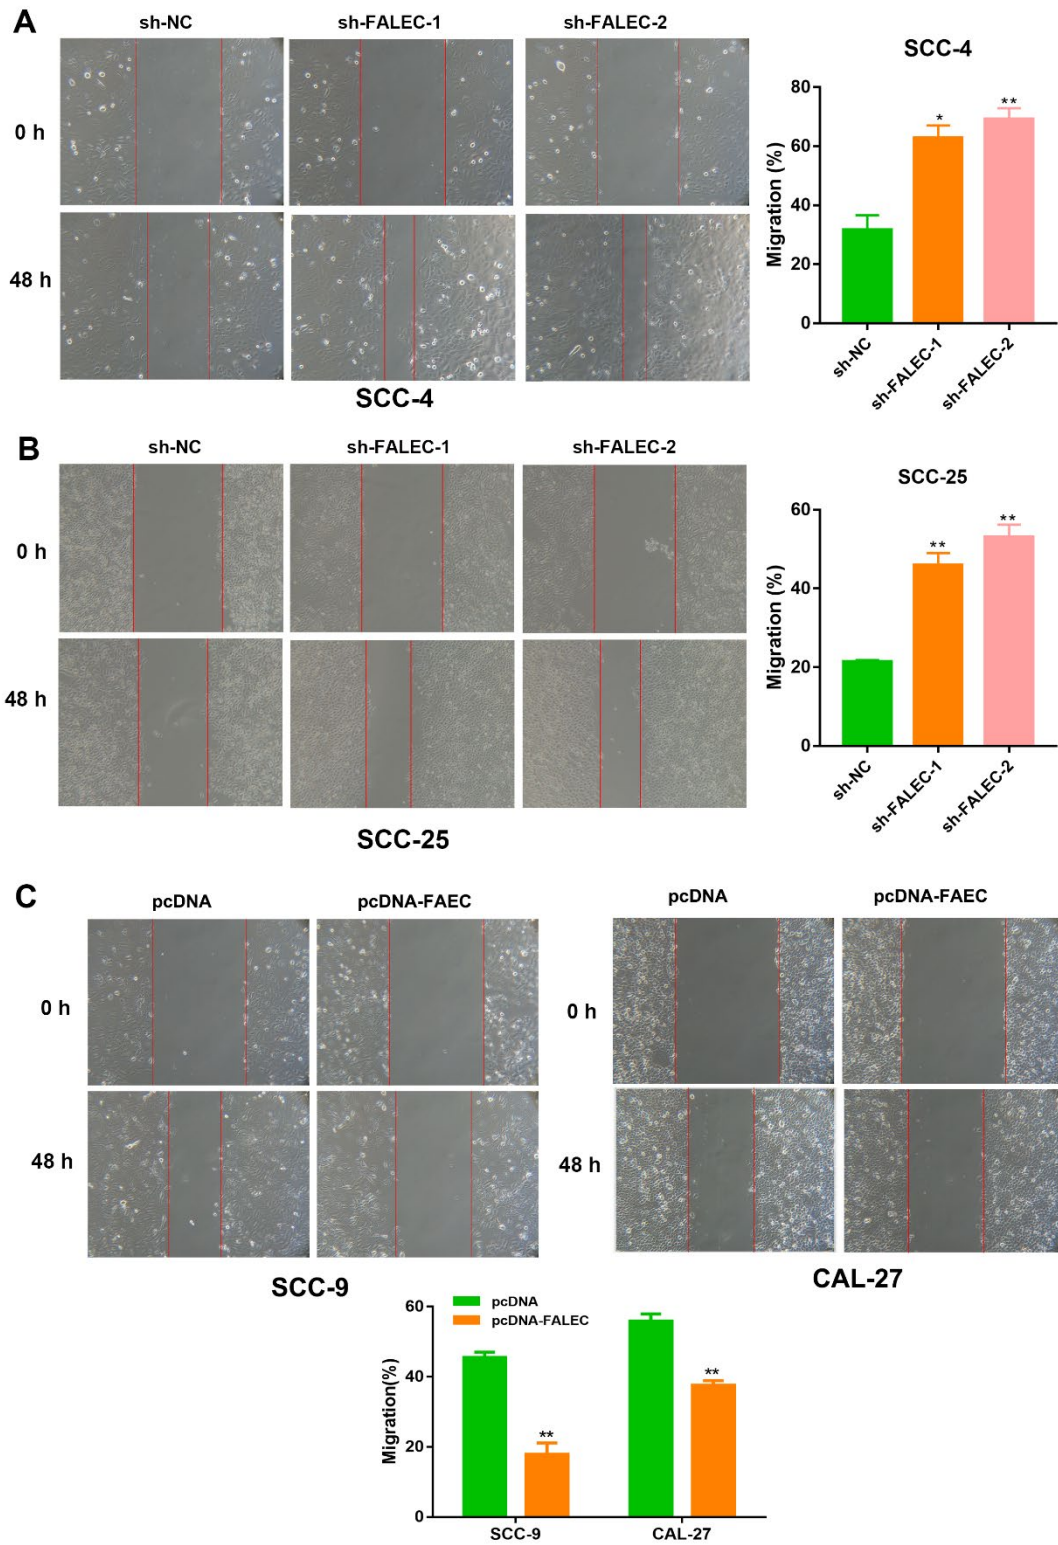 A
sh-NC sh-FALEC-1 sh-FALEC-2
0 h
48 h
SCC-4
SCC-4
Migration (%)
80
60
40
20
0
* **
sh-NC sh-FALEC-1 sh-FALEC-2
B
sh-NC sh-FALEC-1 sh-FALEC-2
0 h
48 h
SCC-25
SCC-25
Migration (%)
60
40
20
0
** **
sh-NC sh-FALEC-1 sh-FALEC-2
C
pcDNA pcDNA-FAEC
0 h
48 h
SCC-9
pcDNA pcDNA-FAEC
0 h
48 h
CAL-27
pcDNA
pcDNA-FALEC
Migration(%)
60
40
20
0
** **
SCC-9 CAL-27